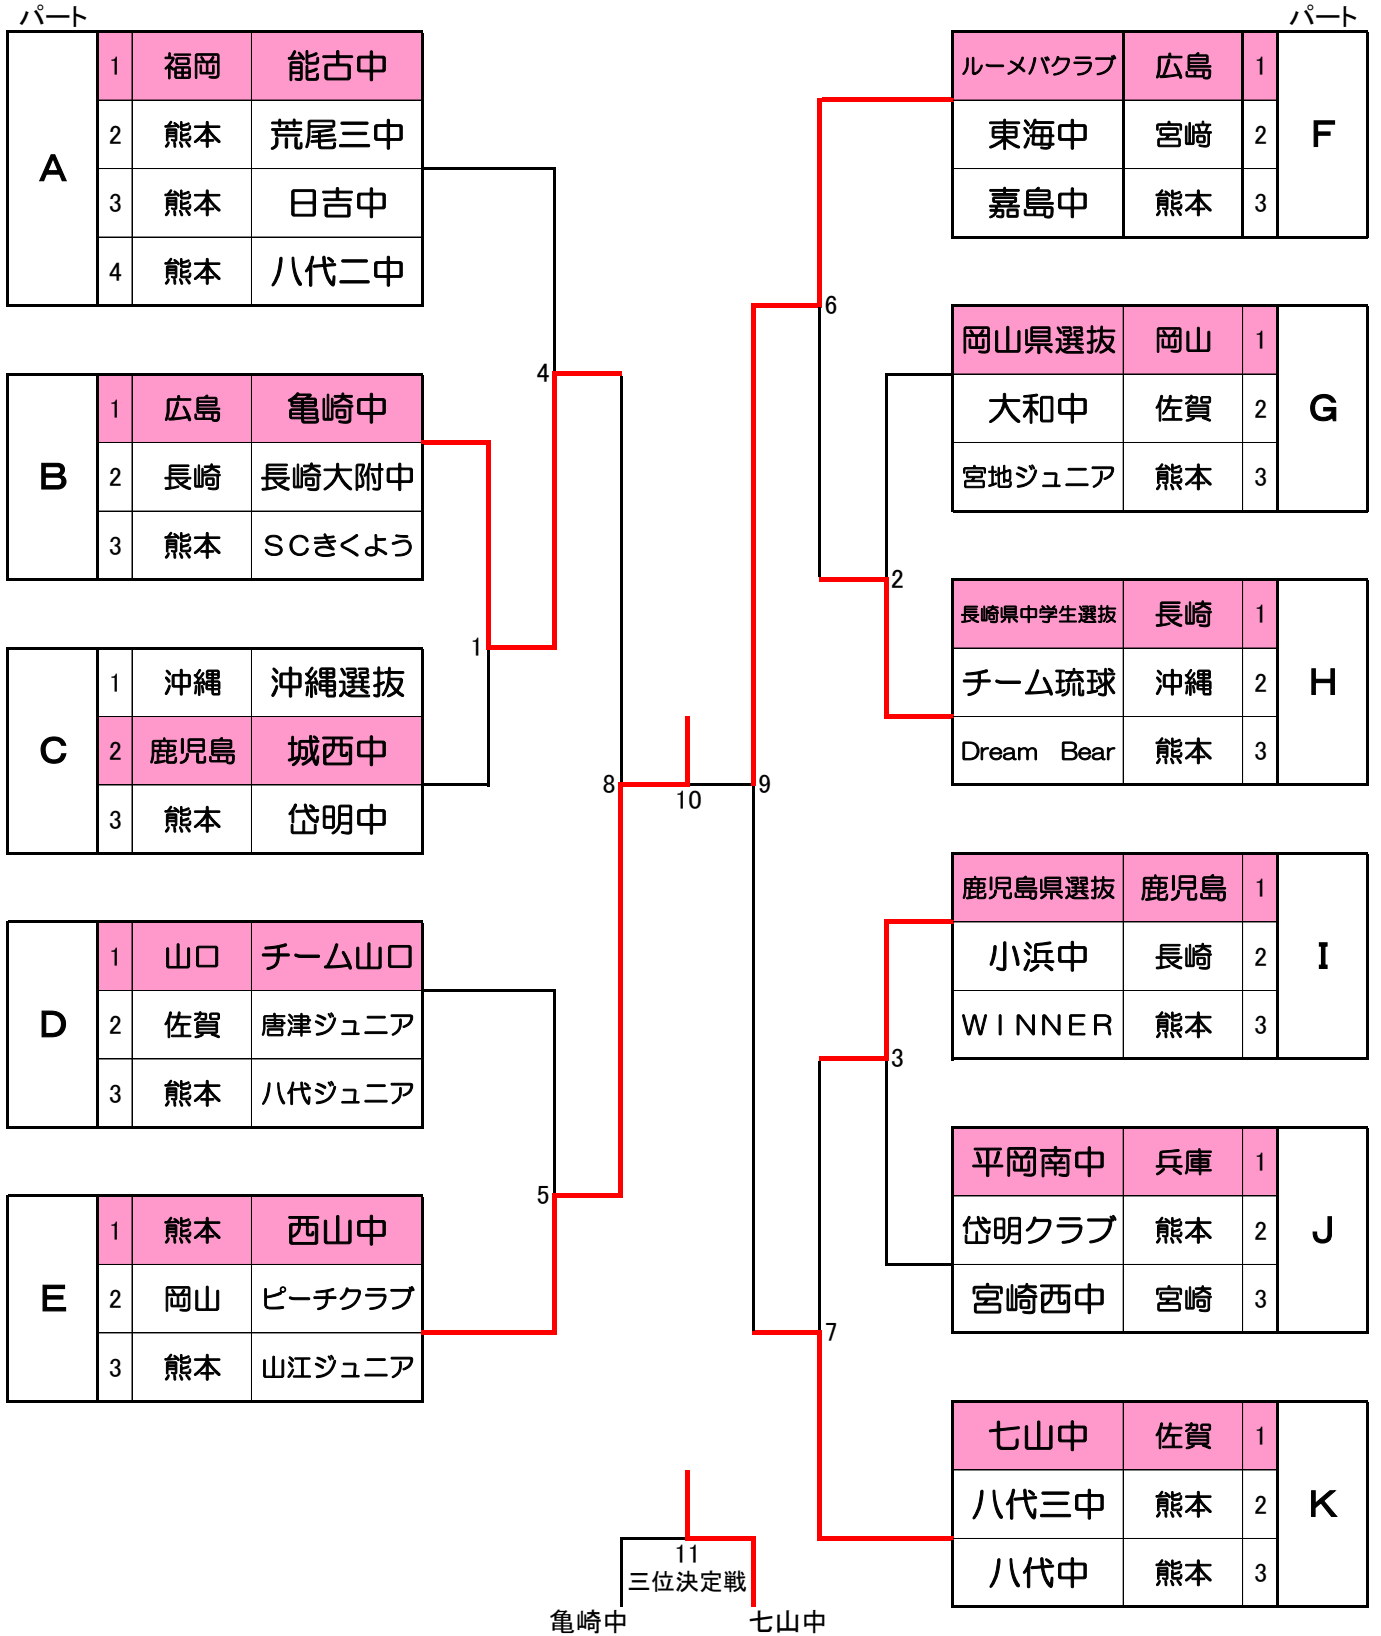 パート
A
1 福岡 能古中
2 熊本 荒尾三中
3 熊本 日吉中
4 熊本 八代二中
B
1 広島 亀崎中
2 長崎 長崎大附中
3 熊本 SCきくよう
C
1 沖縄 沖縄選抜
2 鹿児島 城西中
3 熊本 岱明中
D
1 山口 チーム山口
2 佐賀 唐津ジュニア
3 熊本 八代ジュニア
E
1 熊本 西山中
2 岡山 ピーチクラブ
3 熊本 山江ジュニア
4
1
5
8
10
9
6
2
3
7
11
三位決定戦
亀崎中
七山中
パート
F
ルーメバクラブ 広島 1
東海中 宮﨑 2
嘉島中 熊本 3
G
岡山県選抜 岡山 1
大和中 佐賀 2
宮地ジュニア 熊本 3
H
長崎県中学生選抜 長崎 1
チーム琉球 沖縄 2
Dream Bear 熊本 3
I
鹿児島県選抜 鹿児島 1
小浜中 長崎 2
WINNER 熊本 3
J
平岡南中 兵庫 1
岱明クラブ 熊本 2
宮崎西中 宮崎 3
K
七山中 佐賀 1
八代三中 熊本 2
八代中 熊本 3